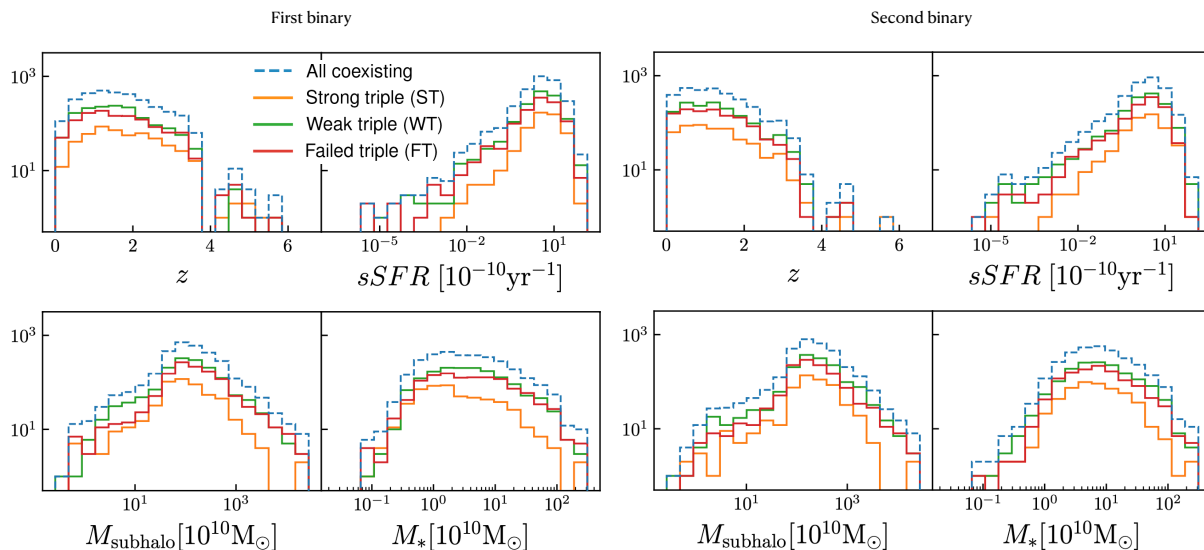 First binary
Second binary
10³
10¹
All coexisting
Strong triple (ST)
Weak triple (WT)
Failed triple (FT)
0 2 4 6
10⁻⁵ 10⁻² 10¹
z
sSFR [10⁻¹⁰yr⁻¹]
10³
10¹
0 2 4 6
10⁻⁵ 10⁻² 10¹
z
sSFR [10⁻¹⁰yr⁻¹]
10³
10¹
10¹ 10³
10⁻¹ 10⁰ 10¹ 10²
M_subhalo[10¹⁰M_⊙]
M_*[10¹⁰M_⊙]
10³
10¹
10¹ 10³
10⁻¹ 10⁰ 10¹ 10²
M_subhalo[10¹⁰M_⊙]
M_*[10¹⁰M_⊙]